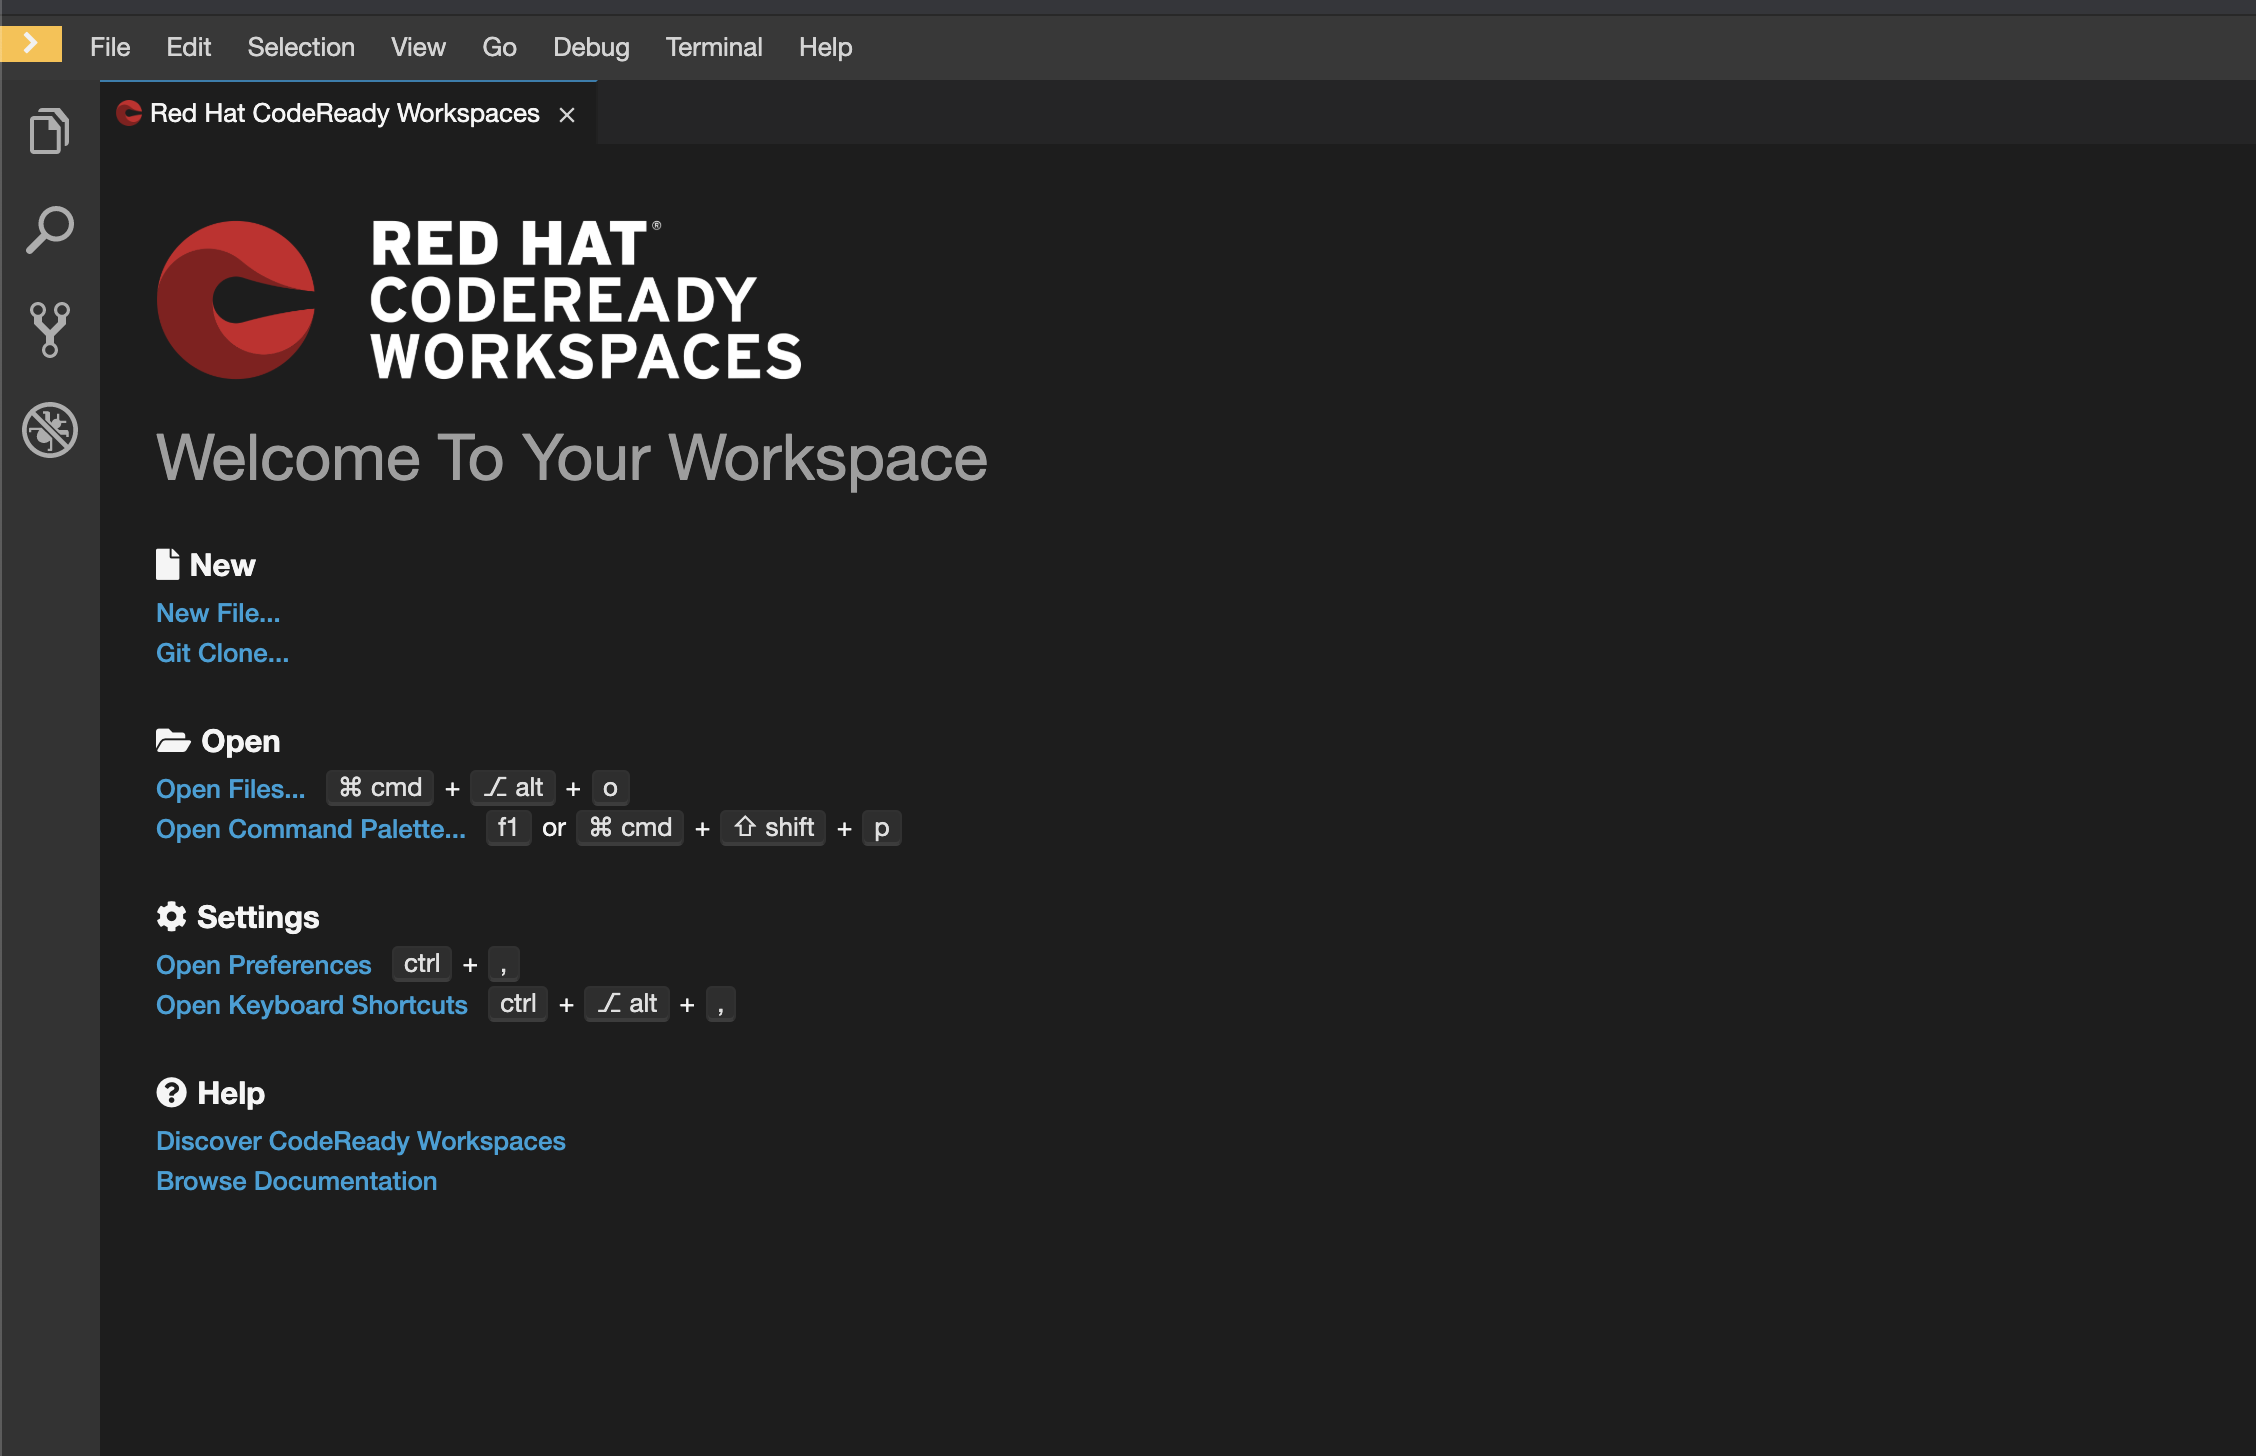 File Edit Selection View Go Debug Terminal Help
Red Hat CodeReady Workspaces ×
RED HAT®
CODEREADY
WORKSPACES
Welcome To Your Workspace
New
New File...
Git Clone...
Open
Open Files... ⌘ cmd + ⌥ alt + o
Open Command Palette... f1 or ⌘ cmd + ⇧ shift + p
Settings
Open Preferences ctrl + ,
Open Keyboard Shortcuts ctrl + ⌥ alt + ,
Help
Discover CodeReady Workspaces
Browse Documentation